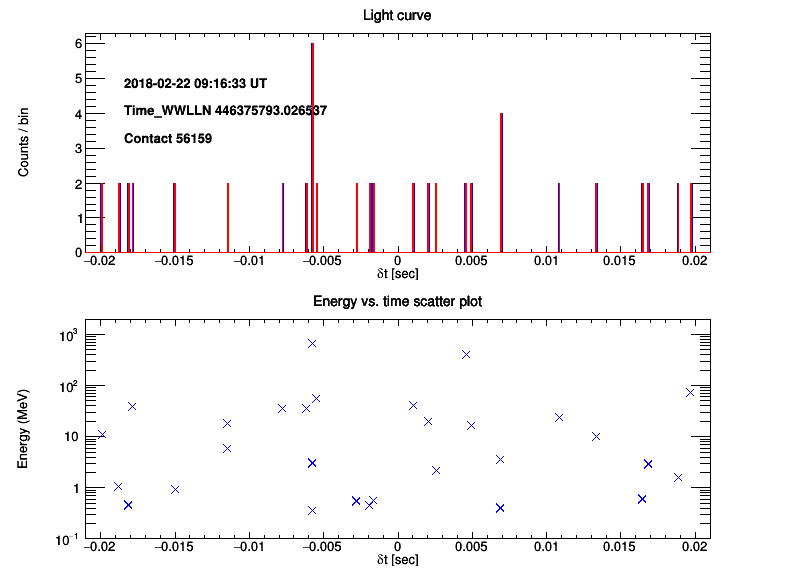 Light curve
Counts / bin
6
5
4
3
2
1
0
2018-02-22 09:16:33 UT
Time_WWLLN 446375793.026537
Contact 56159
−0.02 −0.015 −0.01 −0.005 0 0.005 0.01 0.015 0.02
δt [sec]
Energy vs. time scatter plot
Energy (MeV)
10³
10²
10
1
10⁻¹
−0.02 −0.015 −0.01 −0.005 0 0.005 0.01 0.015 0.02
δt [sec]